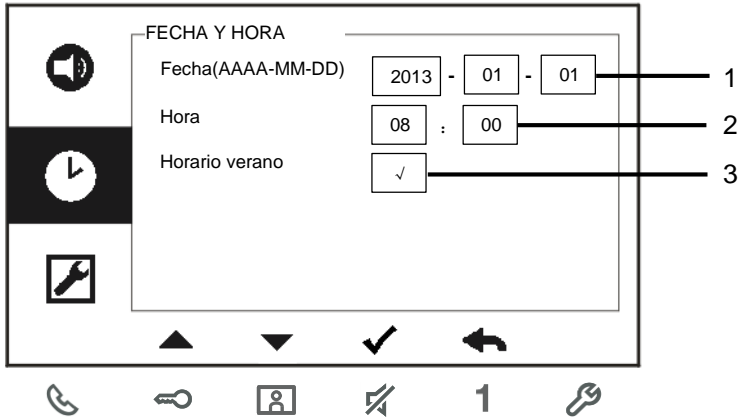 FECHA Y HORA
Fecha(AAAA-MM-DD) 2013 - 01 - 01 1
Hora 08 : 00 2
Horario verano √ 3
1